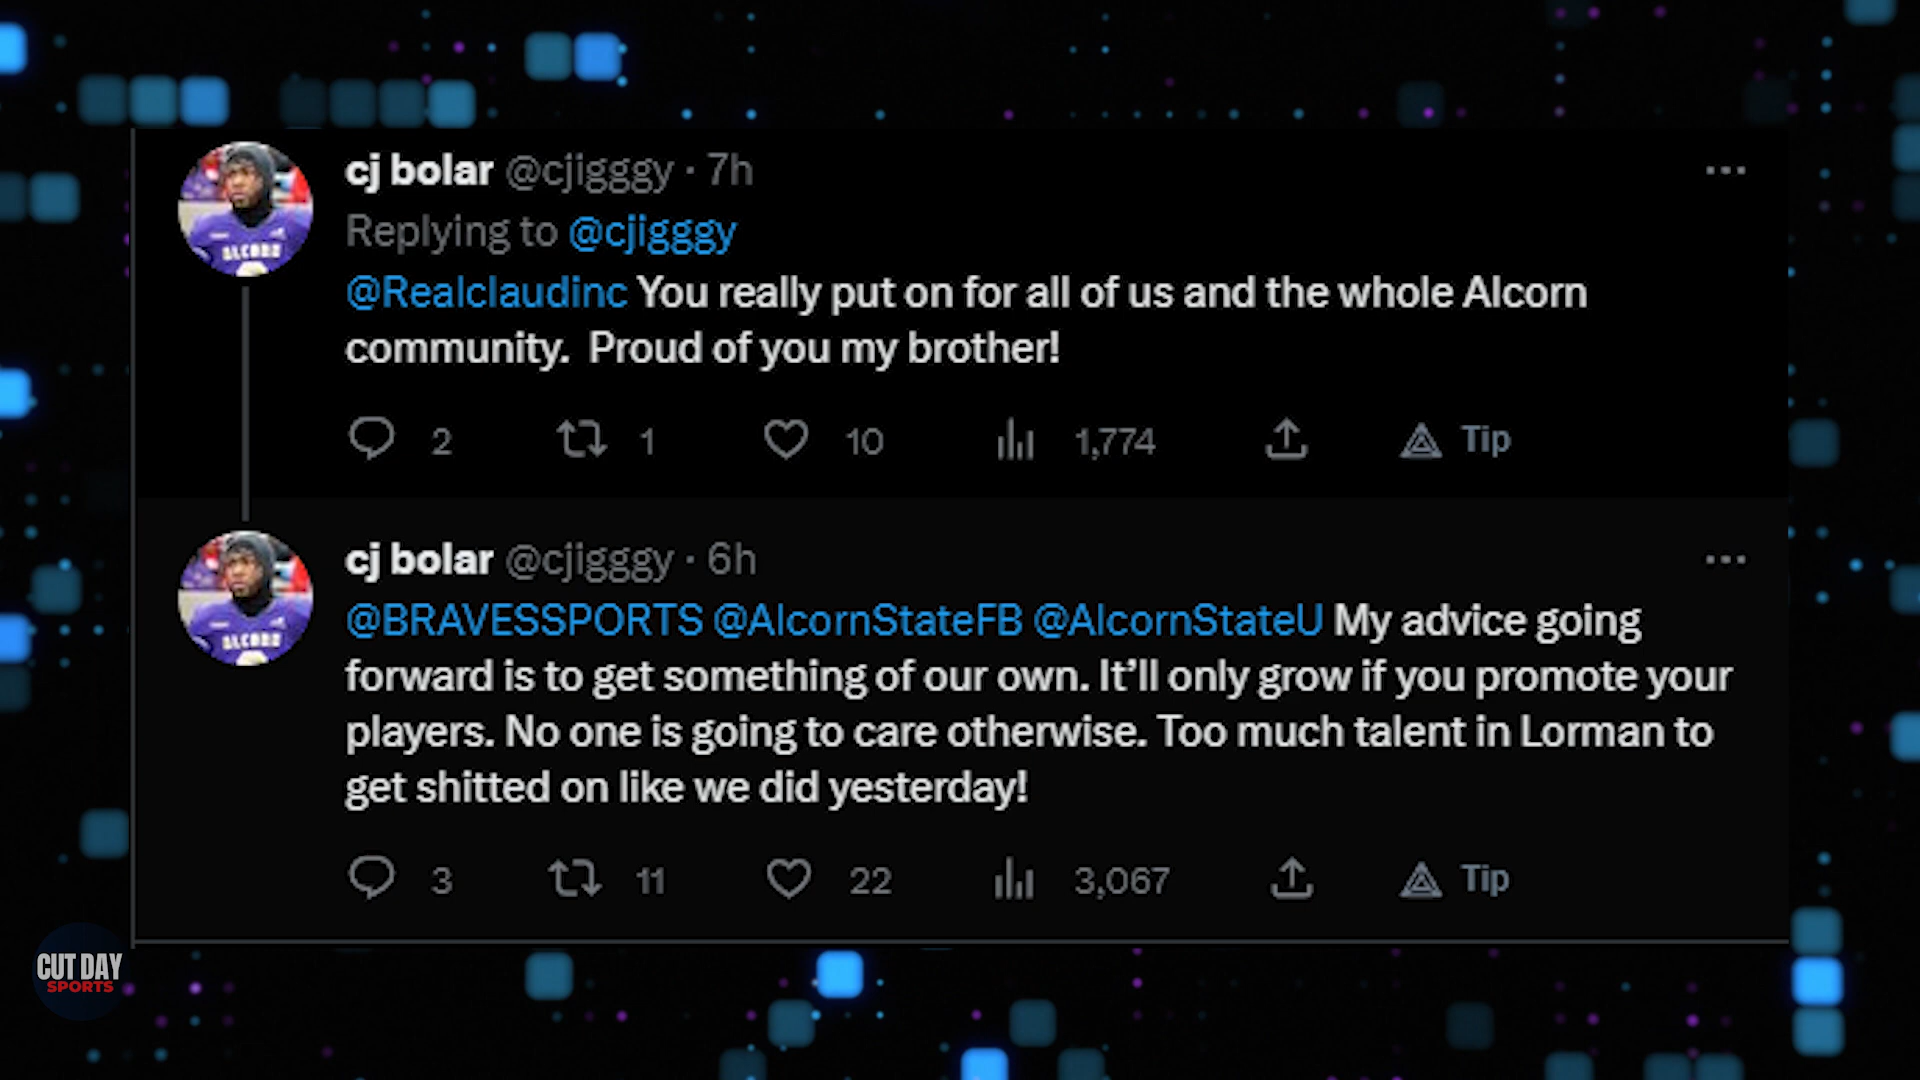 cj bolar @cjigggy · 7h
Replying to @cjigggy
@Realclaudinc You really put on for all of us and the whole Alcorn
community. Proud of you my brother!
2 1 10 1,774 Tip
cj bolar @cjigggy · 6h
@BRAVESSPORTS @AlcornStateFB @AlcornStateU My advice going
forward is to get something of our own. It’ll only grow if you promote your
players. No one is going to care otherwise. Too much talent in Lorman to
get shitted on like we did yesterday!
3 11 22 3,067 Tip
ALCORN
ALCORN
CUT DAY
SPORTS